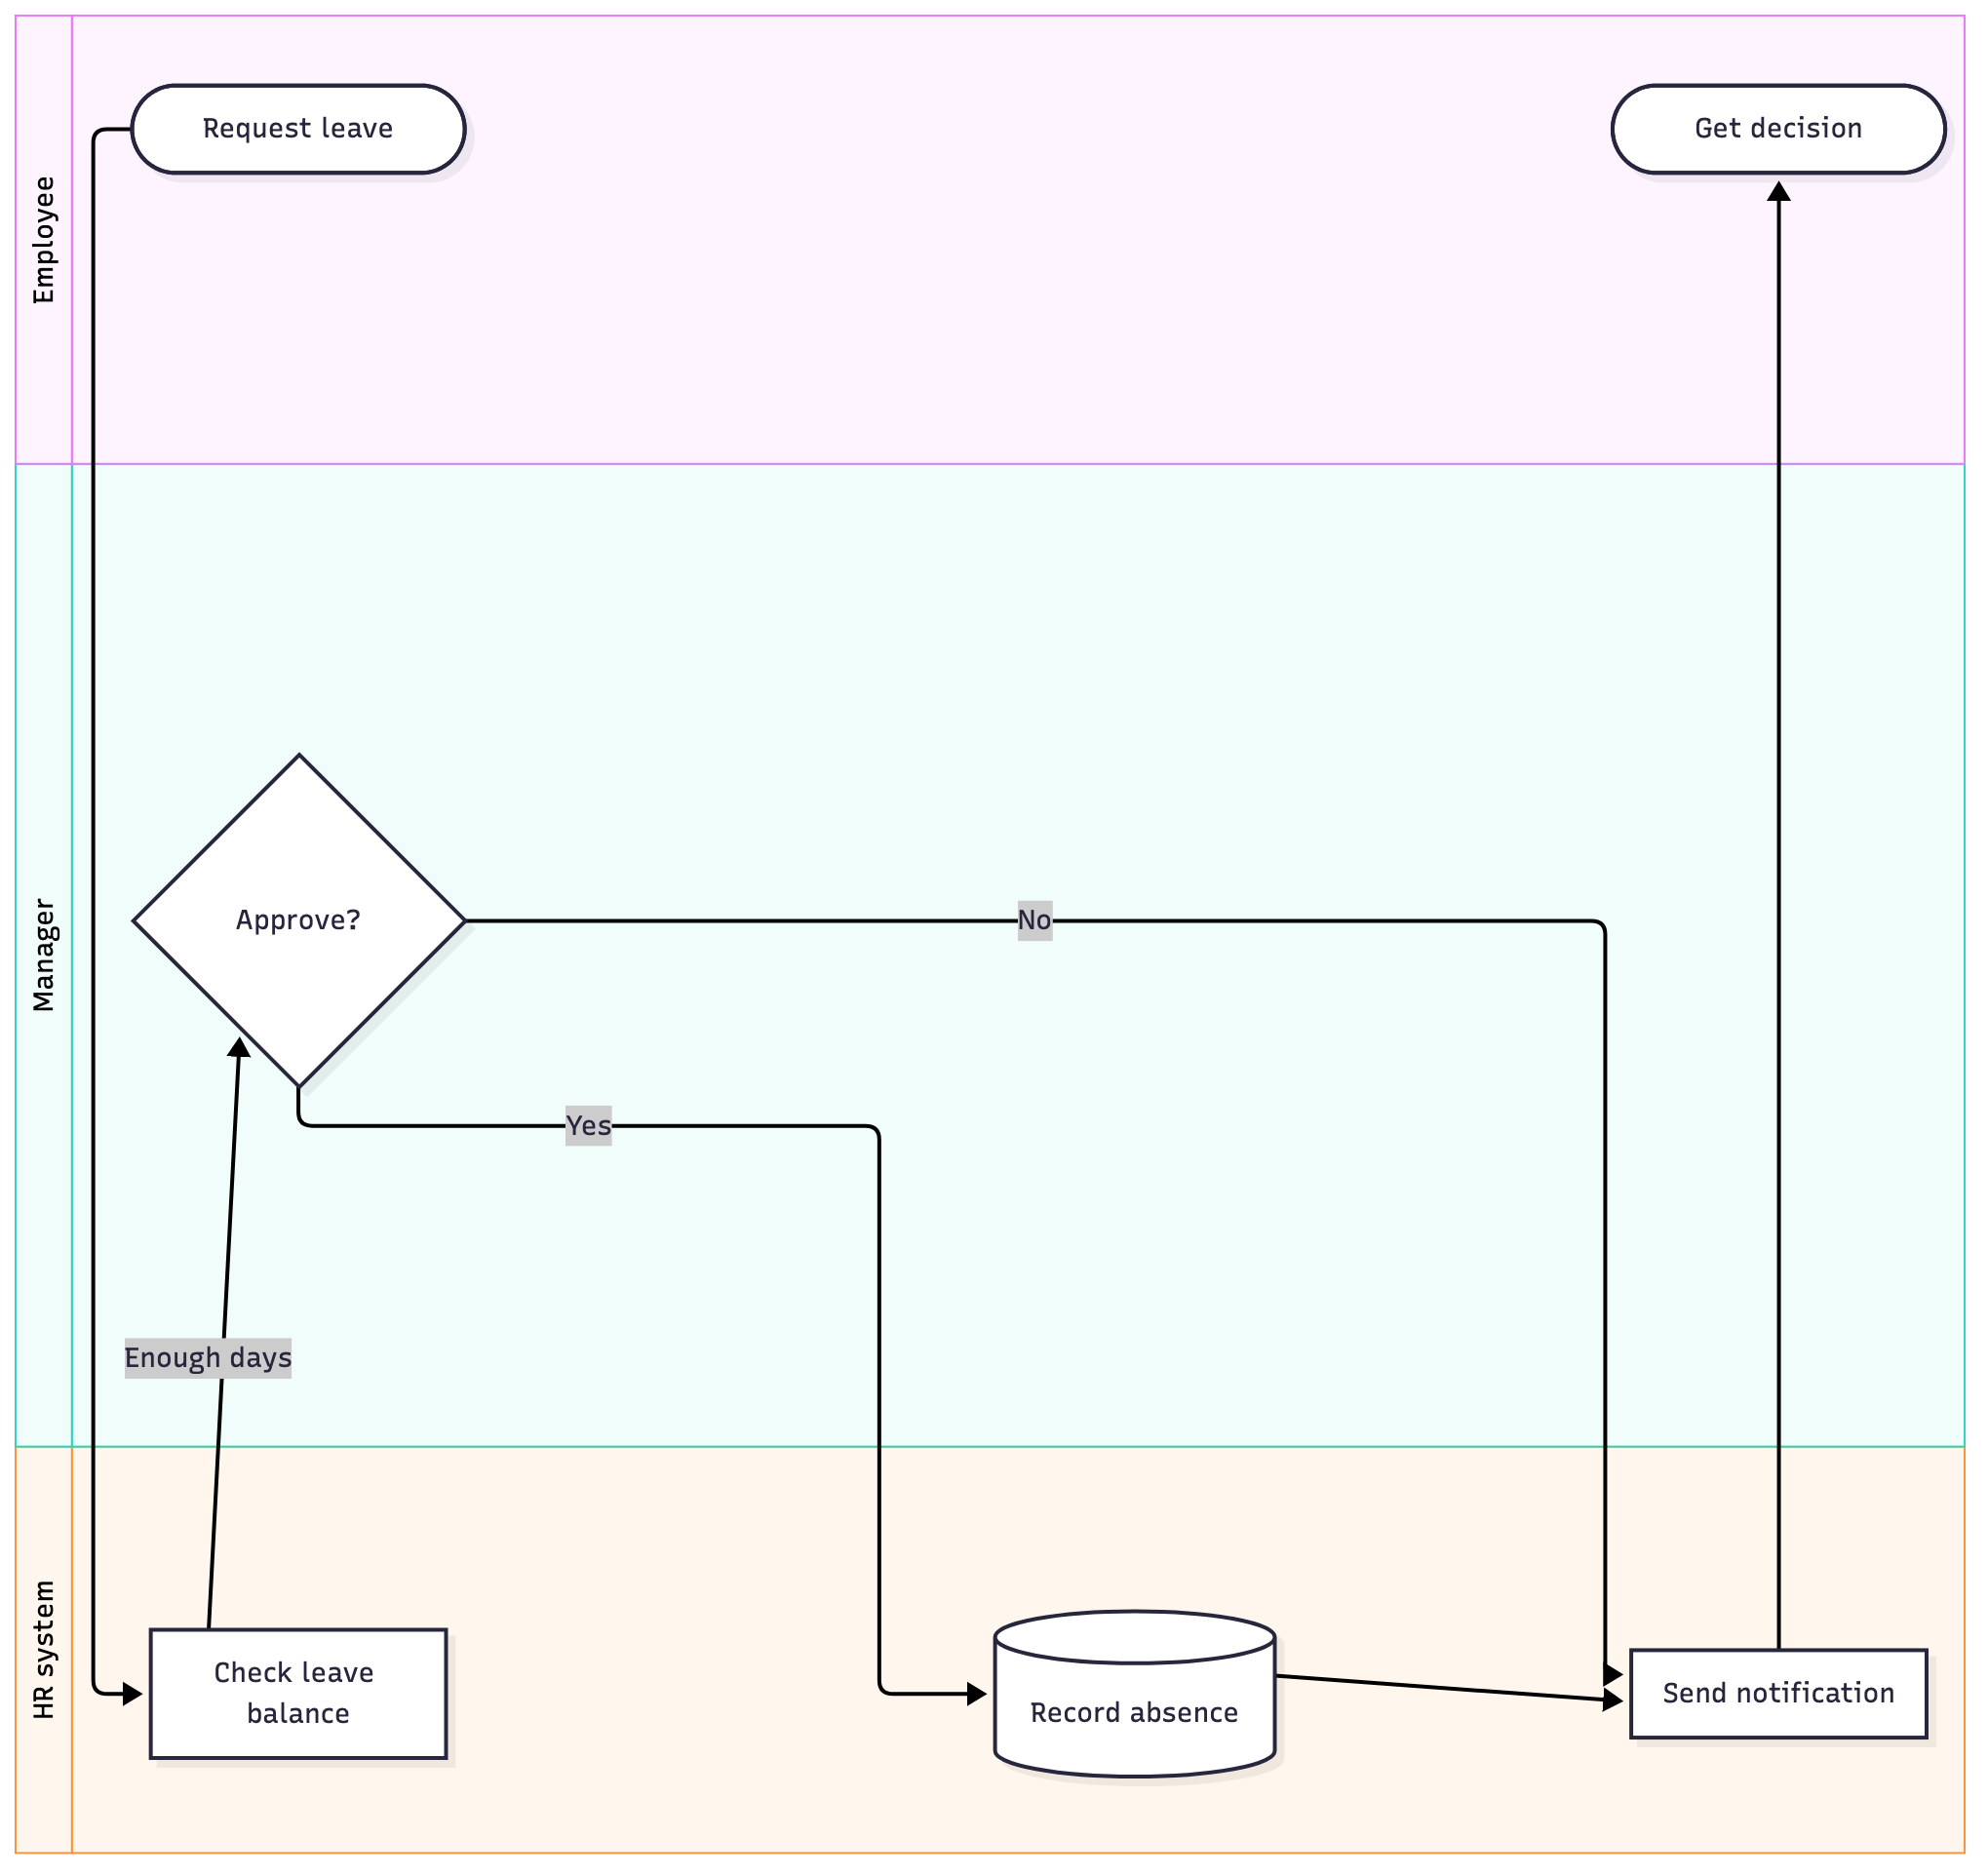 Employee
Request leave
Get decision
Manager
Approve?
No
Yes
Enough days
HR system
Check leave
balance
Record absence
Send notification